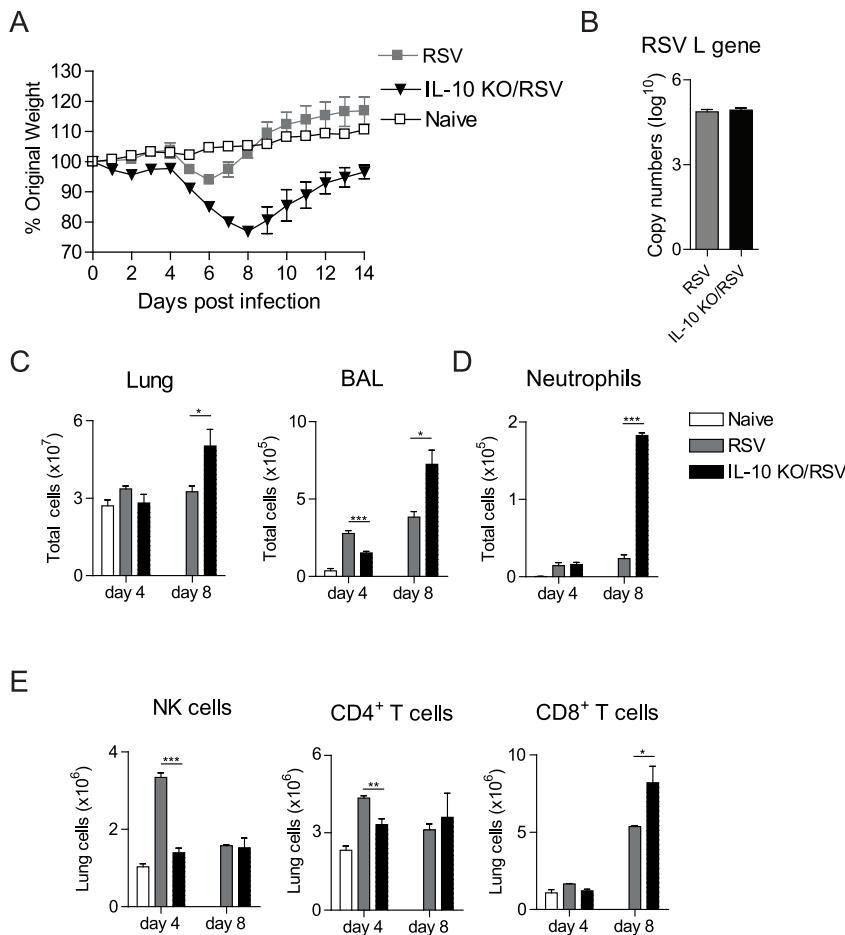 A
RSV
IL-10 KO/RSV
Naive
% Original Weight
130
120
110
100
90
80
70
0 2 4 6 8 10 12 14
Days post infection
B
RSV L gene
Copy numbers (log¹⁰)
6
3
0
RSV
IL-10 KO/RSV
C
Lung
Total cells (x10⁷)
6
3
0
*
day 4 day 8
BAL
Total cells (x10⁵)
10
5
0
***
*
day 4 day 8
D
Neutrophils
Total cells (x10⁵)
2
1
0
***
day 4 day 8
Naive
RSV
IL-10 KO/RSV
E
NK cells
Lung cells (x10⁶)
4
2
0
***
day 4 day 8
CD4⁺ T cells
Lung cells (x10⁶)
6
3
0
**
day 4 day 8
CD8⁺ T cells
Lung cells (x10⁶)
10
5
0
*
day 4 day 8